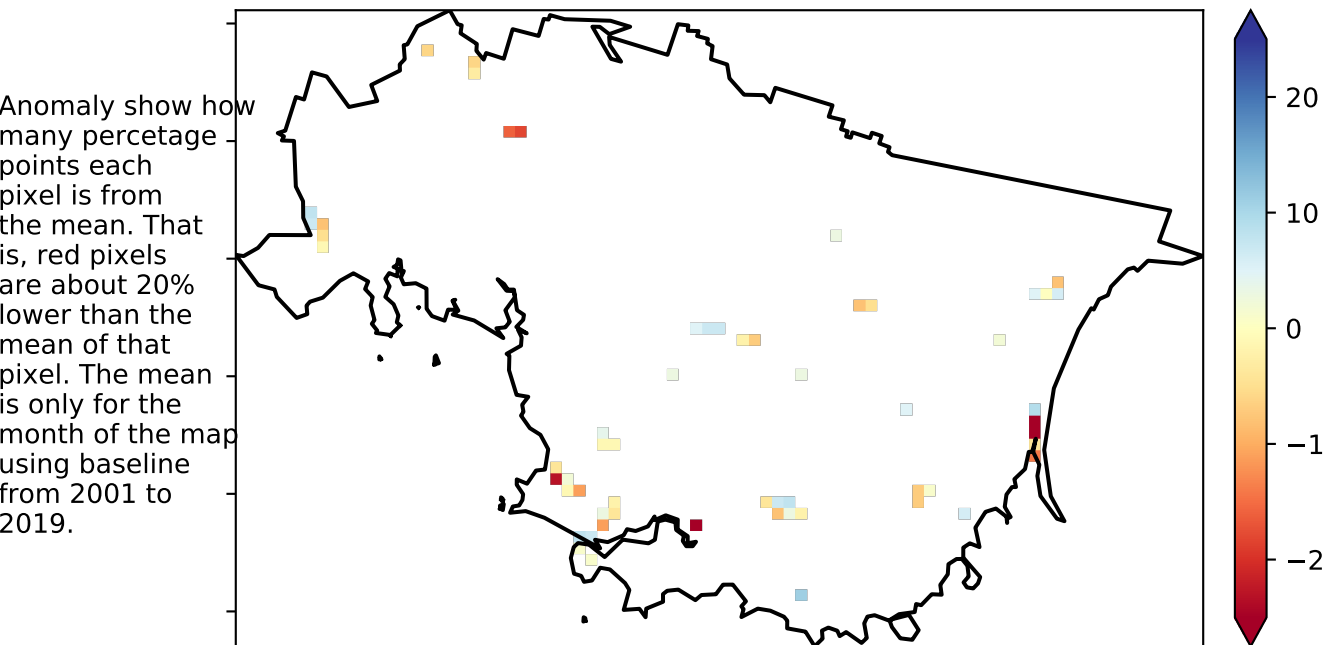 Anomaly show how
many percetage
points each
pixel is from
the mean. That
is, red pixels
are about 20%
lower than the
mean of that
pixel. The mean
is only for the
month of the map
using baseline
from 2001 to
2019.
20
10
0
−1
−2